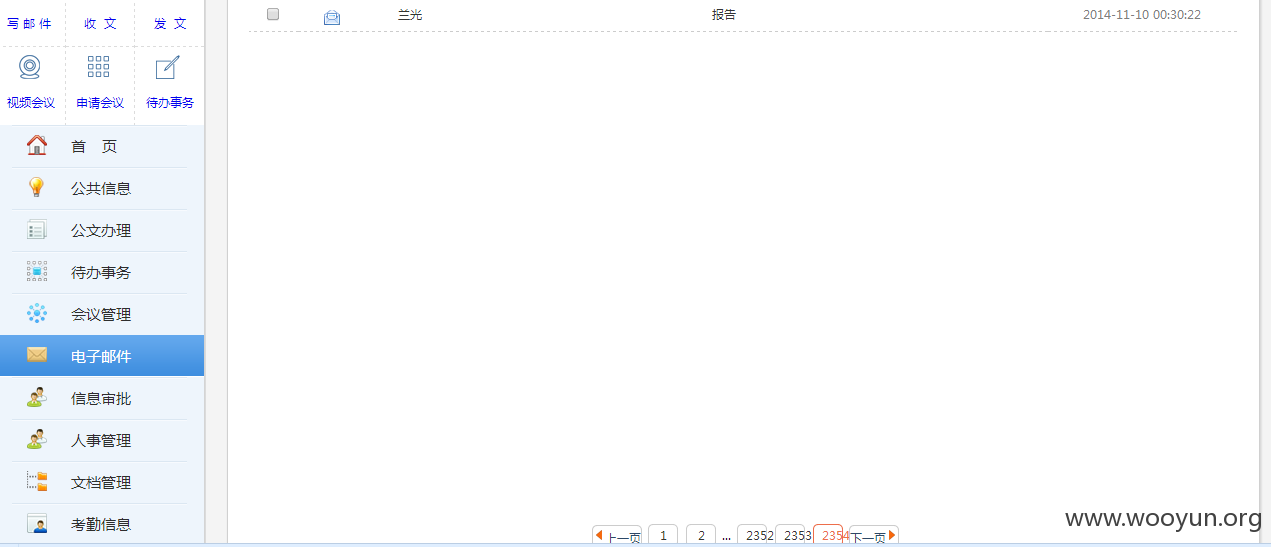 写 邮 件 收 文 发 文
视频会议 申请会议 待办事务
首 页
公共信息
公文办理
待办事务
会议管理
电子邮件
信息审批
人事管理
文档管理
考勤信息
兰光 报告 2014-11-10 00:30:22
上一页 1 2 ... 2352 2353 2354 下一页
www.wooyun.org